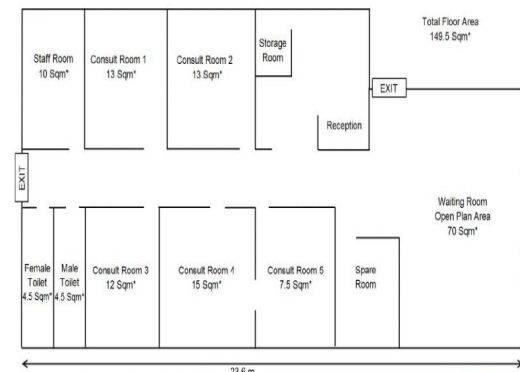 Total Floor Area
149.5 Sqm*
Staff Room
10 Sqm*
Consult Room 1
13 Sqm*
Consult Room 2
13 Sqm*
Storage
Room
EXIT
Reception
EXIT
Waiting Room
Open Plan Area
70 Sqm*
Female
Toilet
4.5 Sqm*
Male
Toilet
4.5 Sqm*
Consult Room 3
12 Sqm*
Consult Room 4
15 Sqm*
Consult Room 5
7.5 Sqm*
Spare
Room
23.6 m